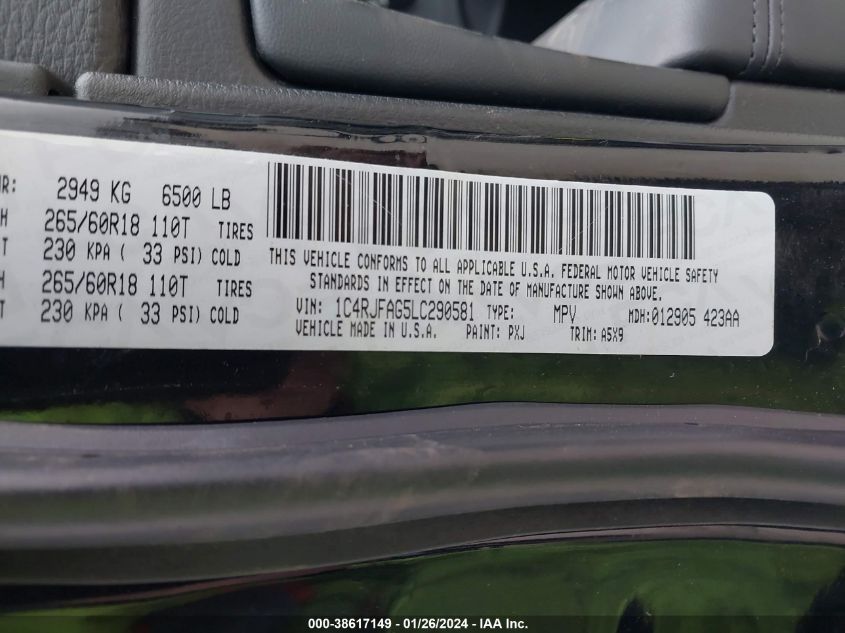 WR: 2949 KG 6500 LB
H 265/60R18 110T TIRES
T 230 KPA ( 33 PSI) COLD
H 265/60R18 110T TIRES
T 230 KPA ( 33 PSI) COLD
THIS VEHICLE CONFORMS TO ALL APPLICABLE U.S.A. FEDERAL MOTOR VEHICLE SAFETY
STANDARDS IN EFFECT ON THE DATE OF MANUFACTURE SHOWN ABOVE.
VIN: 1C4RJFAG5LC290581 TYPE: MPV MDH:012905 423AA
VEHICLE MADE IN U.S.A. PAINT: PXJ TRIM: A5X9
000-38617149 - 01/26/2024 - IAA Inc.